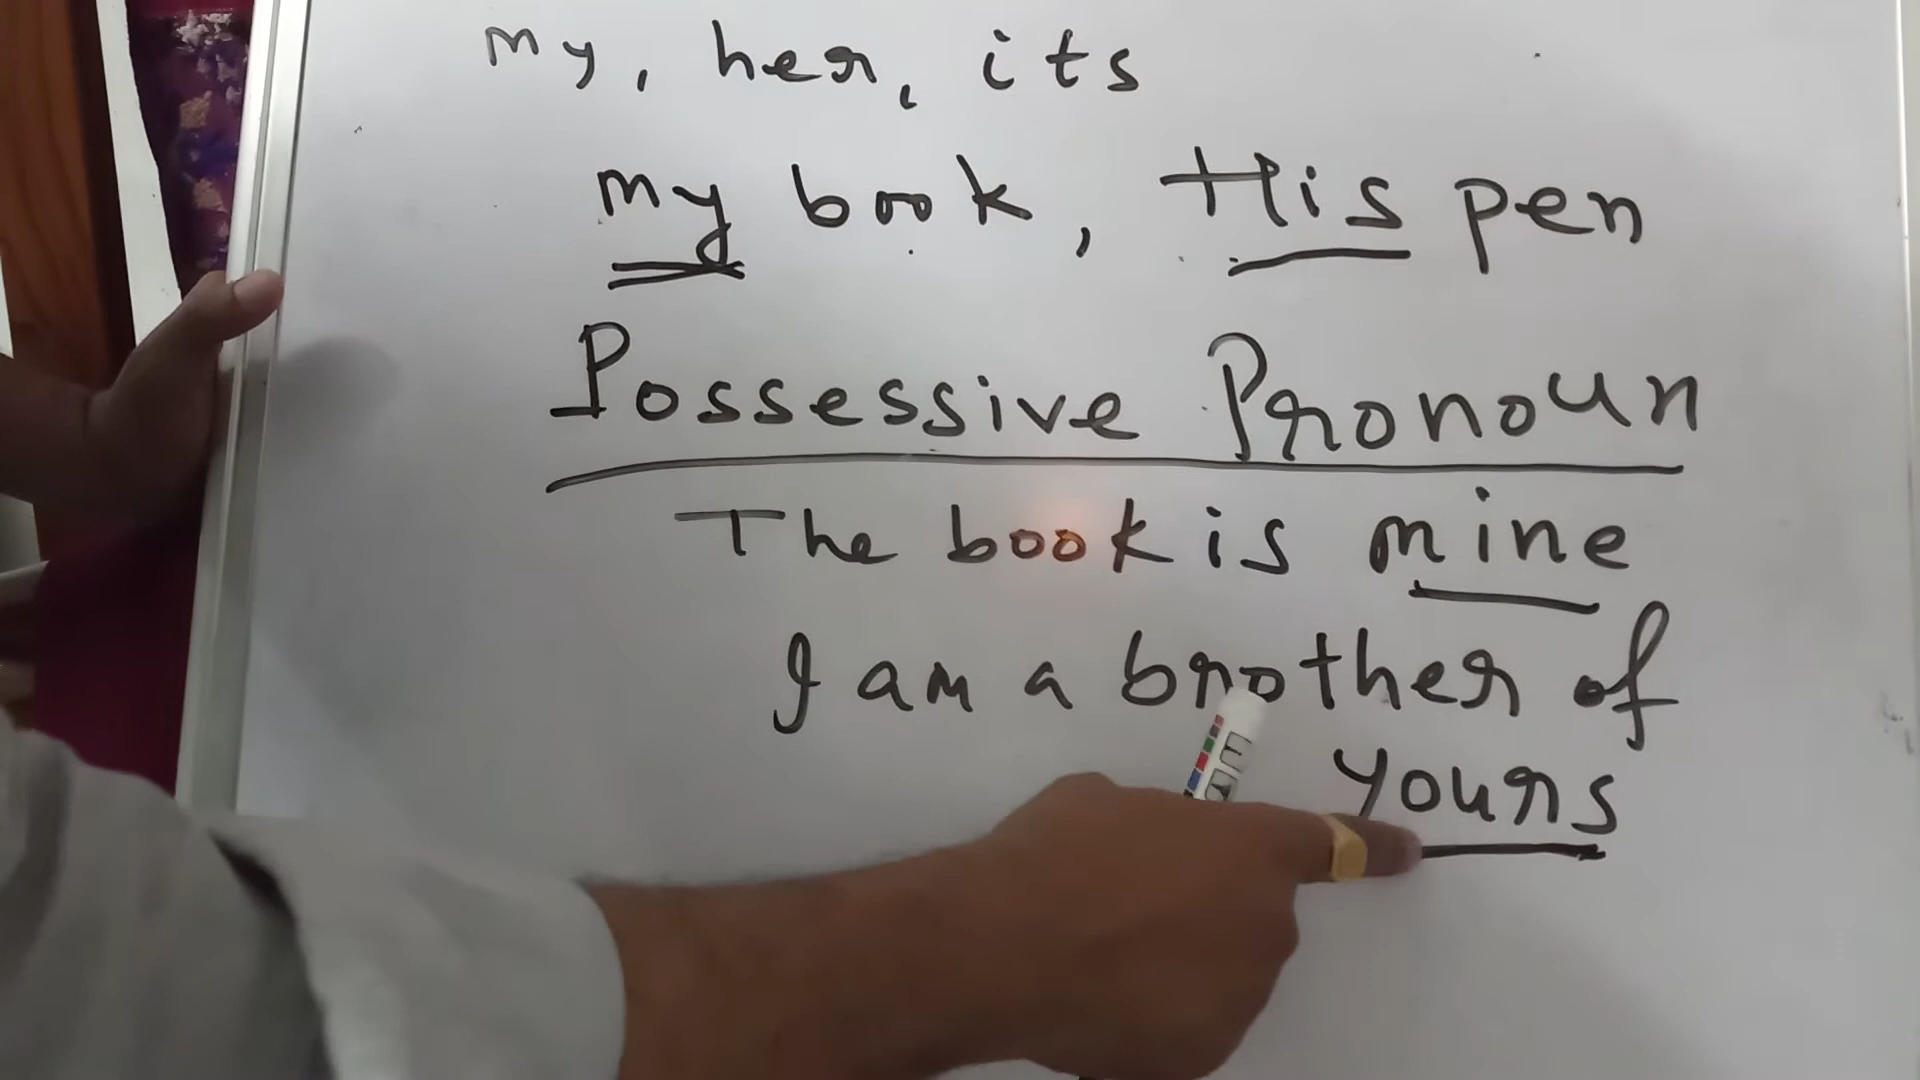 my, her, its
my book, His pen
Possessive Pronoun
The book is mine
I am a brother of
yours